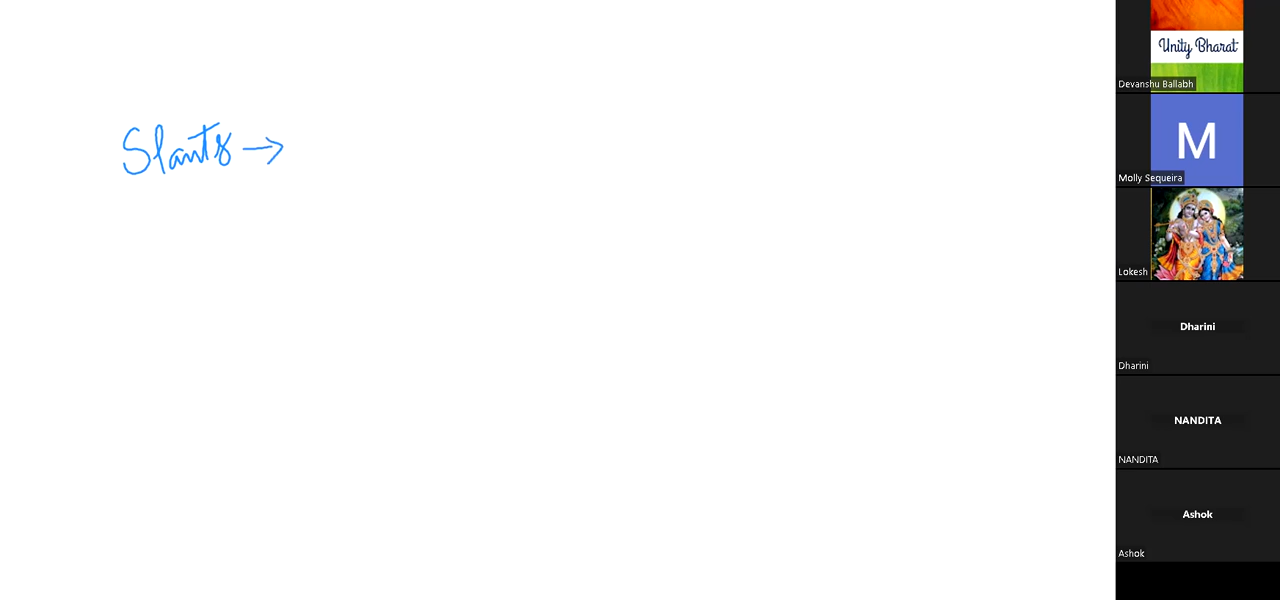 Slants →
Unity Bharat
Devanshu Ballabh
M
Molly Sequeira
Lokesh
Dharini
Dharini
NANDITA
NANDITA
Ashok
Ashok